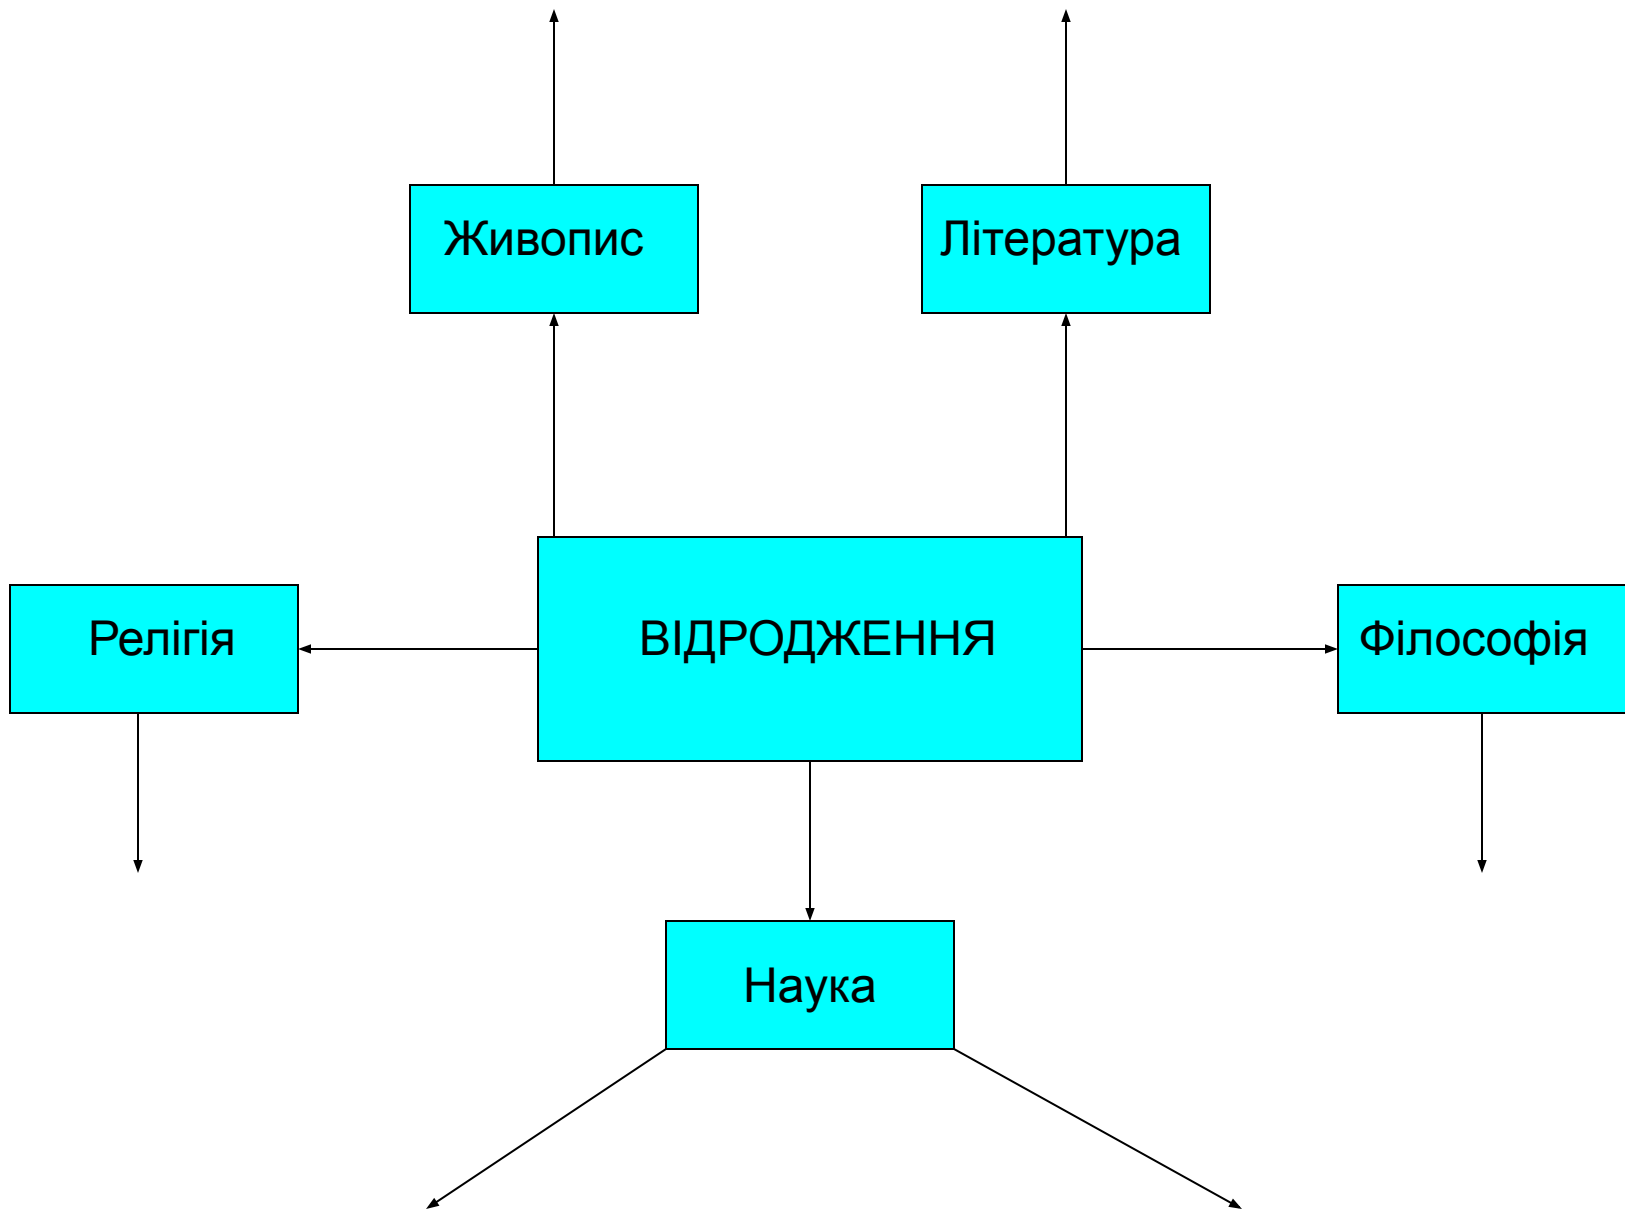 Живопис
Література
Релігія
ВІДРОДЖЕННЯ
Філософія
Наука